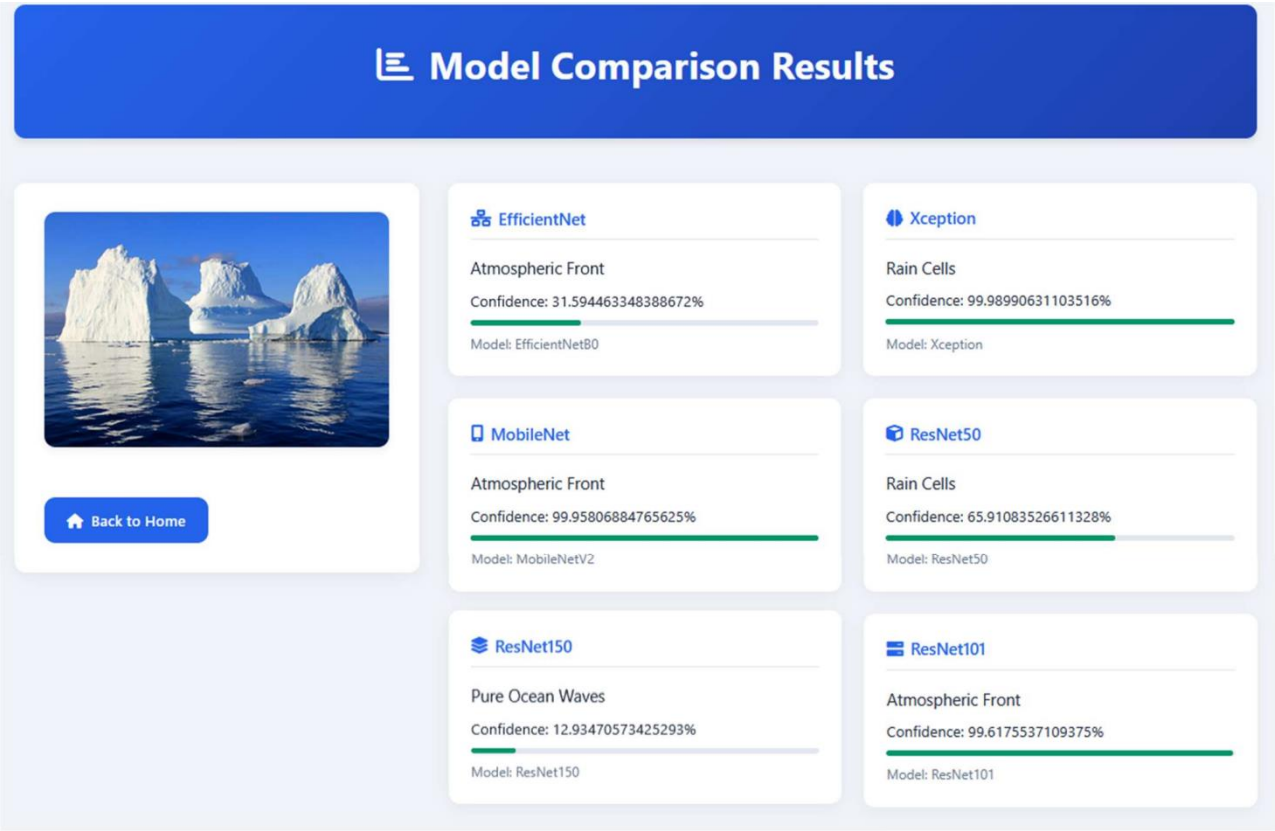 Model Comparison Results
Back to Home
EfficientNet
Atmospheric Front
Confidence: 31.594463348388672%
Model: EfficientNetB0
Xception
Rain Cells
Confidence: 99.98990631103516%
Model: Xception
MobileNet
Atmospheric Front
Confidence: 99.95806884765625%
Model: MobileNetV2
ResNet50
Rain Cells
Confidence: 65.91083526611328%
Model: ResNet50
ResNet150
Pure Ocean Waves
Confidence: 12.93470573425293%
Model: ResNet150
ResNet101
Atmospheric Front
Confidence: 99.6175537109375%
Model: ResNet101